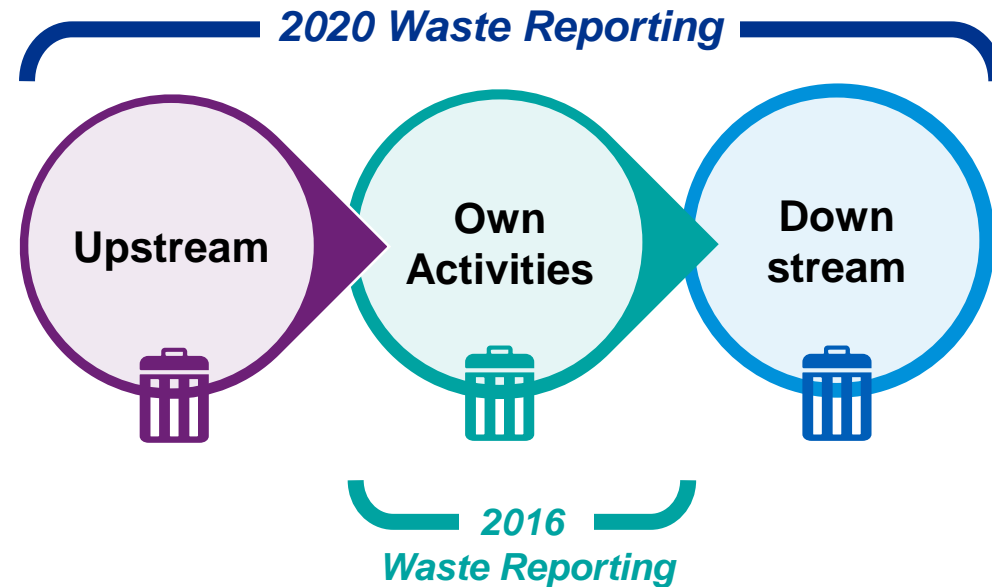 2020 Waste Reporting
Upstream
Own
Activities
Down
stream
2016
Waste Reporting